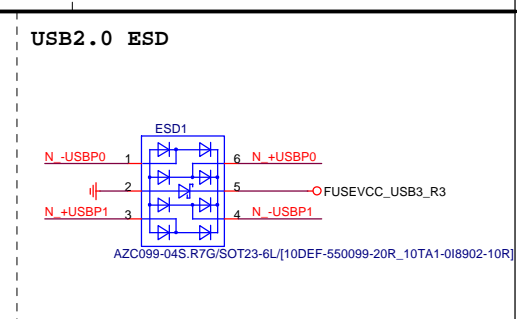 USB2.0 ESD
ESD1
N_-USBP0 1 6 N_+USBP0
2 5 FUSEVCC_USB3_R3
N_+USBP1 3 4 N_-USBP1
AZC099-04S.R7G/SOT23-6L/[10DEF-550099-20R_10TA1-0I8902-10R]